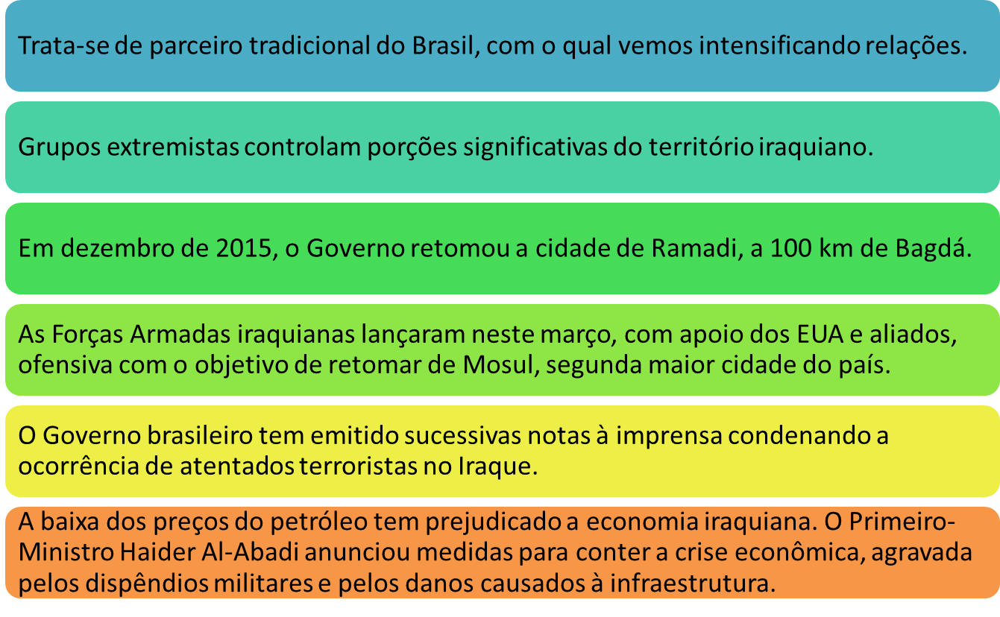 Trata-se de parceiro tradicional do Brasil, com o qual vemos intensificando relações.
Grupos extremistas controlam porções significativas do território iraquiano.
Em dezembro de 2015, o Governo retomou a cidade de Ramadi, a 100 km de Bagdá.
As Forças Armadas iraquianas lançaram neste março, com apoio dos EUA e aliados,
ofensiva com o objetivo de retomar de Mosul, segunda maior cidade do país.
O Governo brasileiro tem emitido sucessivas notas à imprensa condenando a
ocorrência de atentados terroristas no Iraque.
A baixa dos preços do petróleo tem prejudicado a economia iraquiana. O Primeiro-
Ministro Haider Al-Abadi anunciou medidas para conter a crise econômica, agravada
pelos dispêndios militares e pelos danos causados à infraestrutura.